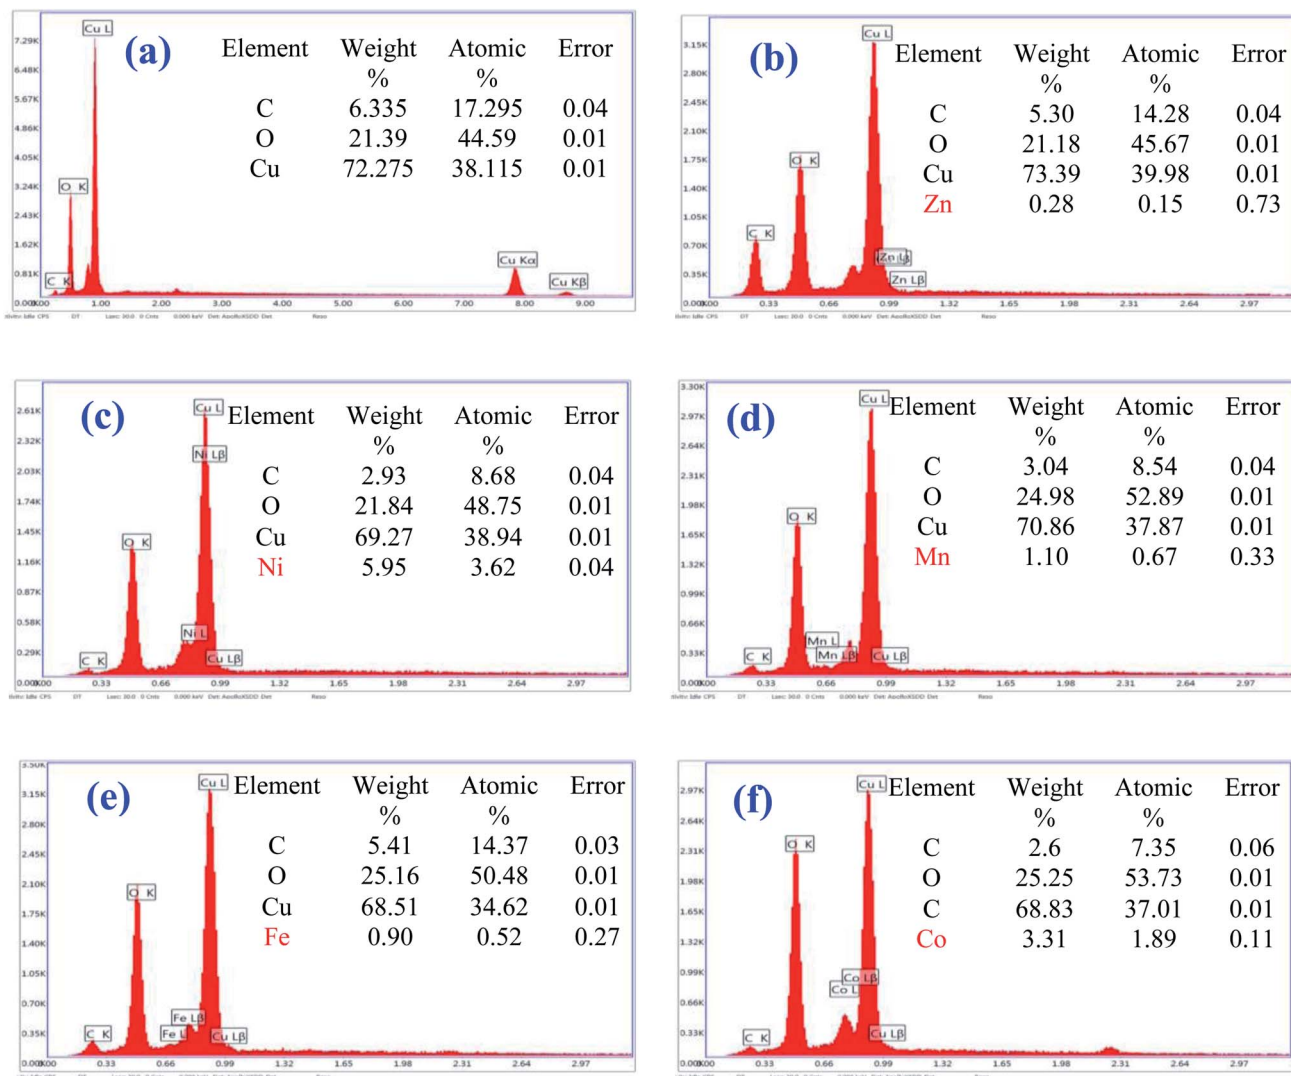 (a)
Element Weight % Atomic % Error
C 6.335 17.295 0.04
O 21.39 44.59 0.01
Cu 72.275 38.115 0.01
Cu L
O K
C K
Cu Kα
Cu Kβ
7.29K
6.48K
5.67K
4.86K
4.05K
3.24K
2.43K
1.62K
0.81K
1.00 2.00 3.00 4.00 5.00 6.00 7.00 8.00 9.00
(b)
Element Weight % Atomic % Error
C 5.30 14.28 0.04
O 21.18 45.67 0.01
Cu 73.39 39.98 0.01
Zn 0.28 0.15 0.73
Cu L
O K
C K
Zn Lβ
3.15K
2.80K
2.45K
2.10K
1.75K
1.40K
1.05K
0.70K
0.35K
0.33 0.66 0.99 1.32 1.65 1.98 2.31 2.64 2.97
(c)
Element Weight % Atomic % Error
C 2.93 8.68 0.04
O 21.84 48.75 0.01
Cu 69.27 38.94 0.01
Ni 5.95 3.62 0.04
Cu L
Ni Lβ
O K
Ni L
C K
Cu Lβ
2.61K
2.32K
2.03K
1.74K
1.45K
1.16K
0.87K
0.58K
0.29K
0.33 0.66 0.99 1.32 1.65 1.98 2.31 2.64 2.97
(d)
Element Weight % Atomic % Error
C 3.04 8.54 0.04
O 24.98 52.89 0.01
Cu 70.86 37.87 0.01
Mn 1.10 0.67 0.33
Cu L
O K
Mn L
Mn Lβ
C K
Cu Lβ
3.30K
2.97K
2.64K
2.31K
1.98K
1.65K
1.32K
0.99K
0.66K
0.33K
0.33 0.66 0.99 1.32 1.65 1.98 2.31 2.64 2.97
(e)
Element Weight % Atomic % Error
C 5.41 14.37 0.03
O 25.16 50.48 0.01
Cu 68.51 34.62 0.01
Fe 0.90 0.52 0.27
Cu L
O K
Fe Lβ
Fe L
C K
Cu Lβ
3.50K
3.15K
2.80K
2.45K
2.10K
1.75K
1.40K
1.05K
0.70K
0.35K
0.33 0.66 0.99 1.32 1.65 1.98 2.31 2.64 2.97
(f)
Element Weight % Atomic % Error
C 2.6 7.35 0.06
O 25.25 53.73 0.01
C 68.83 37.01 0.01
Co 3.31 1.89 0.11
Cu L
O K
Co Lβ
Co L
C K
Cu Lβ
2.97K
2.64K
2.31K
1.98K
1.65K
1.32K
0.99K
0.66K
0.33K
0.33 0.66 0.99 1.32 1.65 1.98 2.31 2.64 2.97